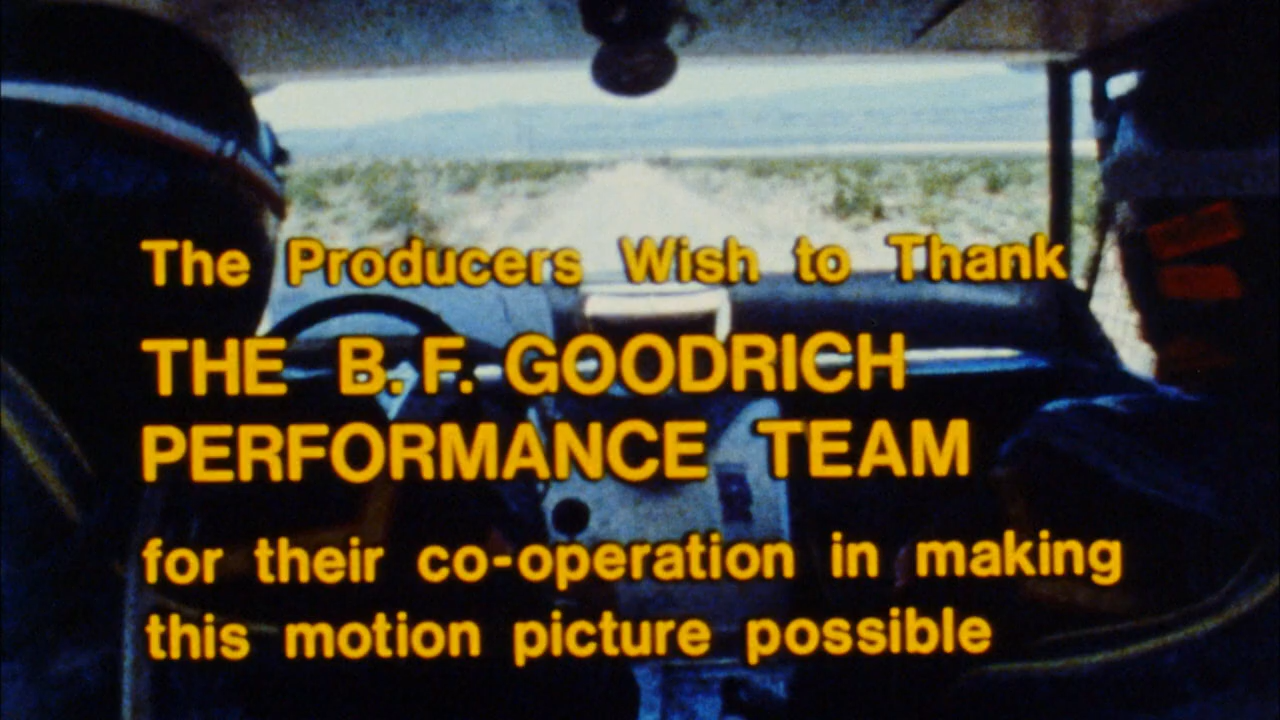 The Producers Wish to Thank
THE B. F. GOODRICH
PERFORMANCE TEAM
for their co-operation in making
this motion picture possible